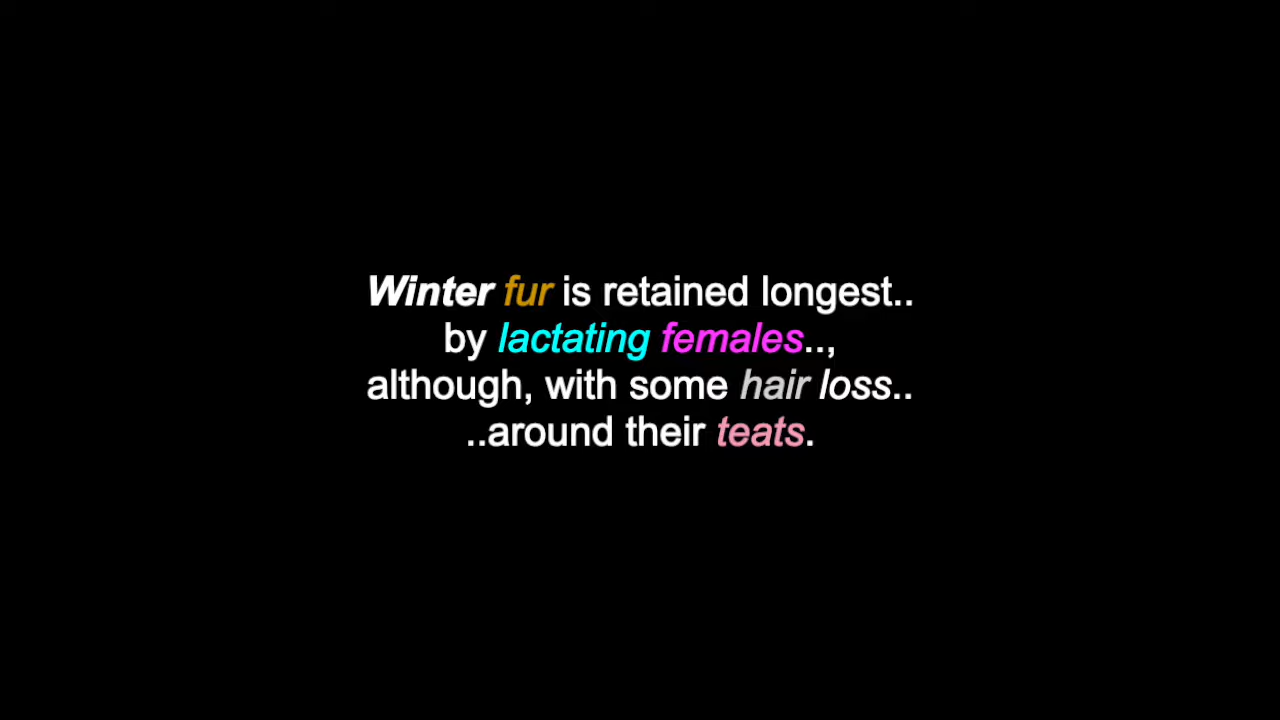 Winter fur is retained longest..
by lactating females..,
although, with some hair loss..
..around their teats.